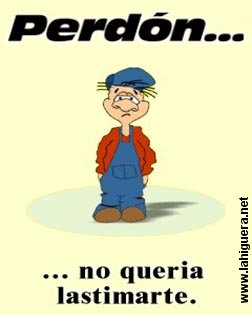 Perdón...
... no queria
lastimarte.
www.lahiguera.net